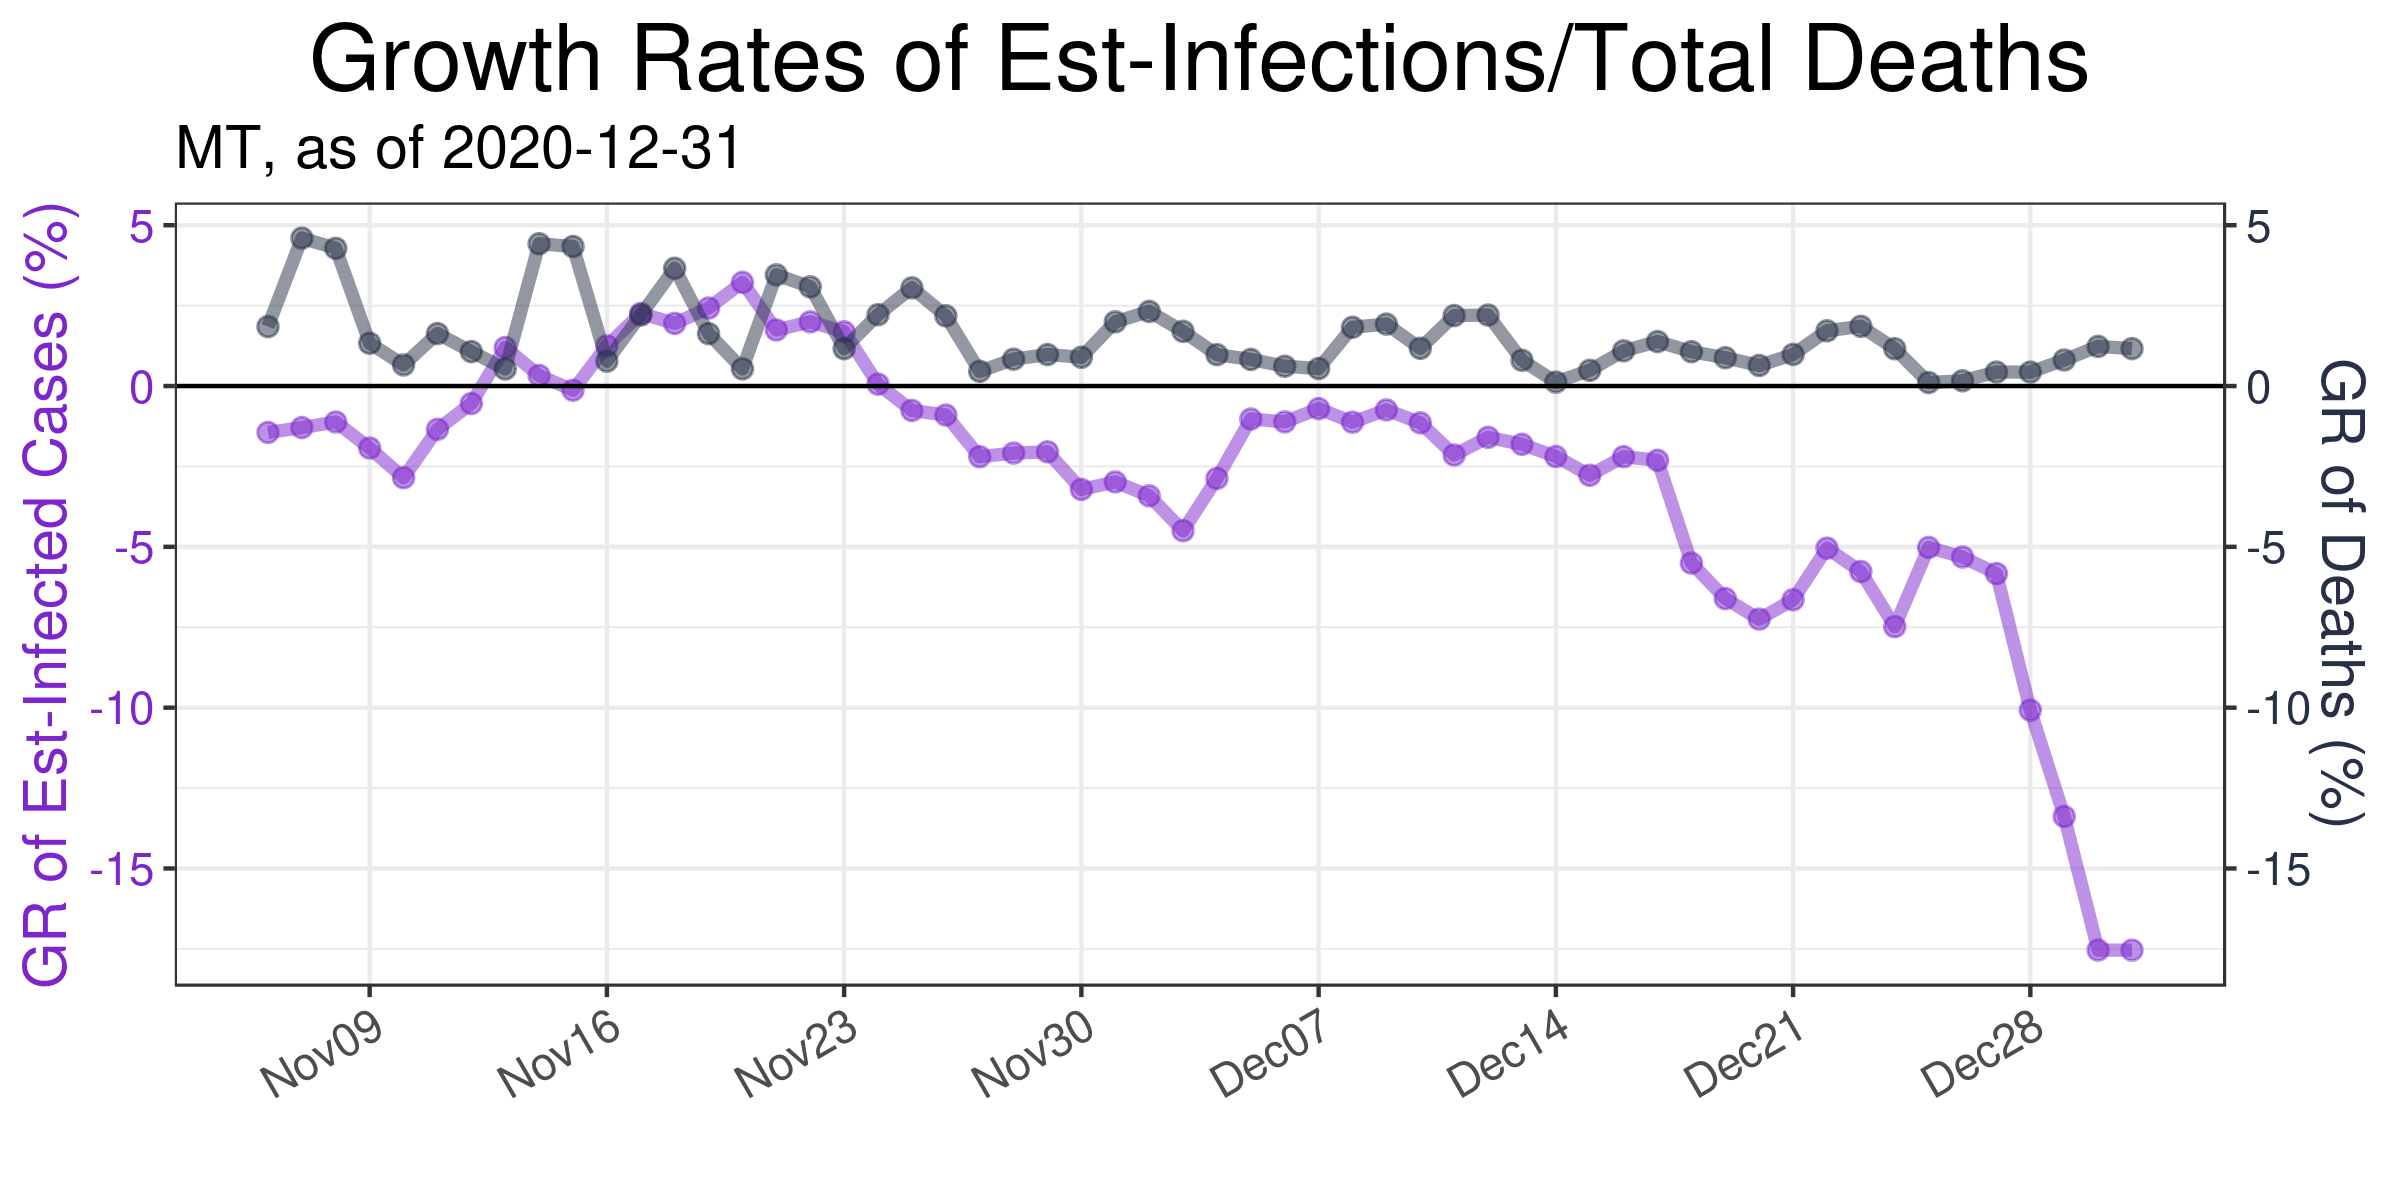 Growth Rates of Est-Infections/Total Deaths
MT, as of 2020-12-31
GR of Est-Infected Cases (%)
5
0
-5
-10
-15
5
0
-5
-10
-15
GR of Deaths (%)
Nov09
Nov16
Nov23
Nov30
Dec07
Dec14
Dec21
Dec28